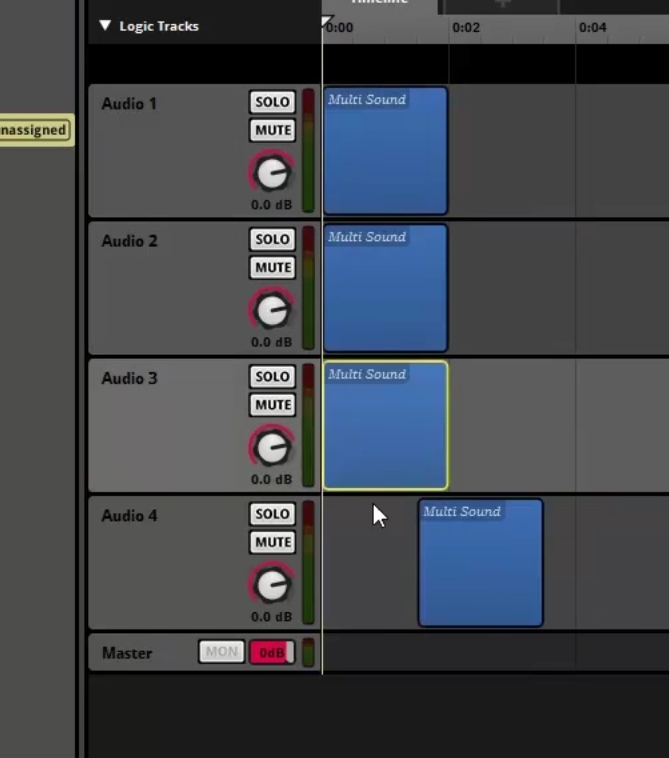 Timeline
Logic Tracks
0:00
0:02
0:04
Audio 1
SOLO
MUTE
0.0 dB
Multi Sound
nassigned
Audio 2
SOLO
MUTE
0.0 dB
Multi Sound
Audio 3
SOLO
MUTE
0.0 dB
Multi Sound
Audio 4
SOLO
MUTE
0.0 dB
Multi Sound
Master
MON
0dB